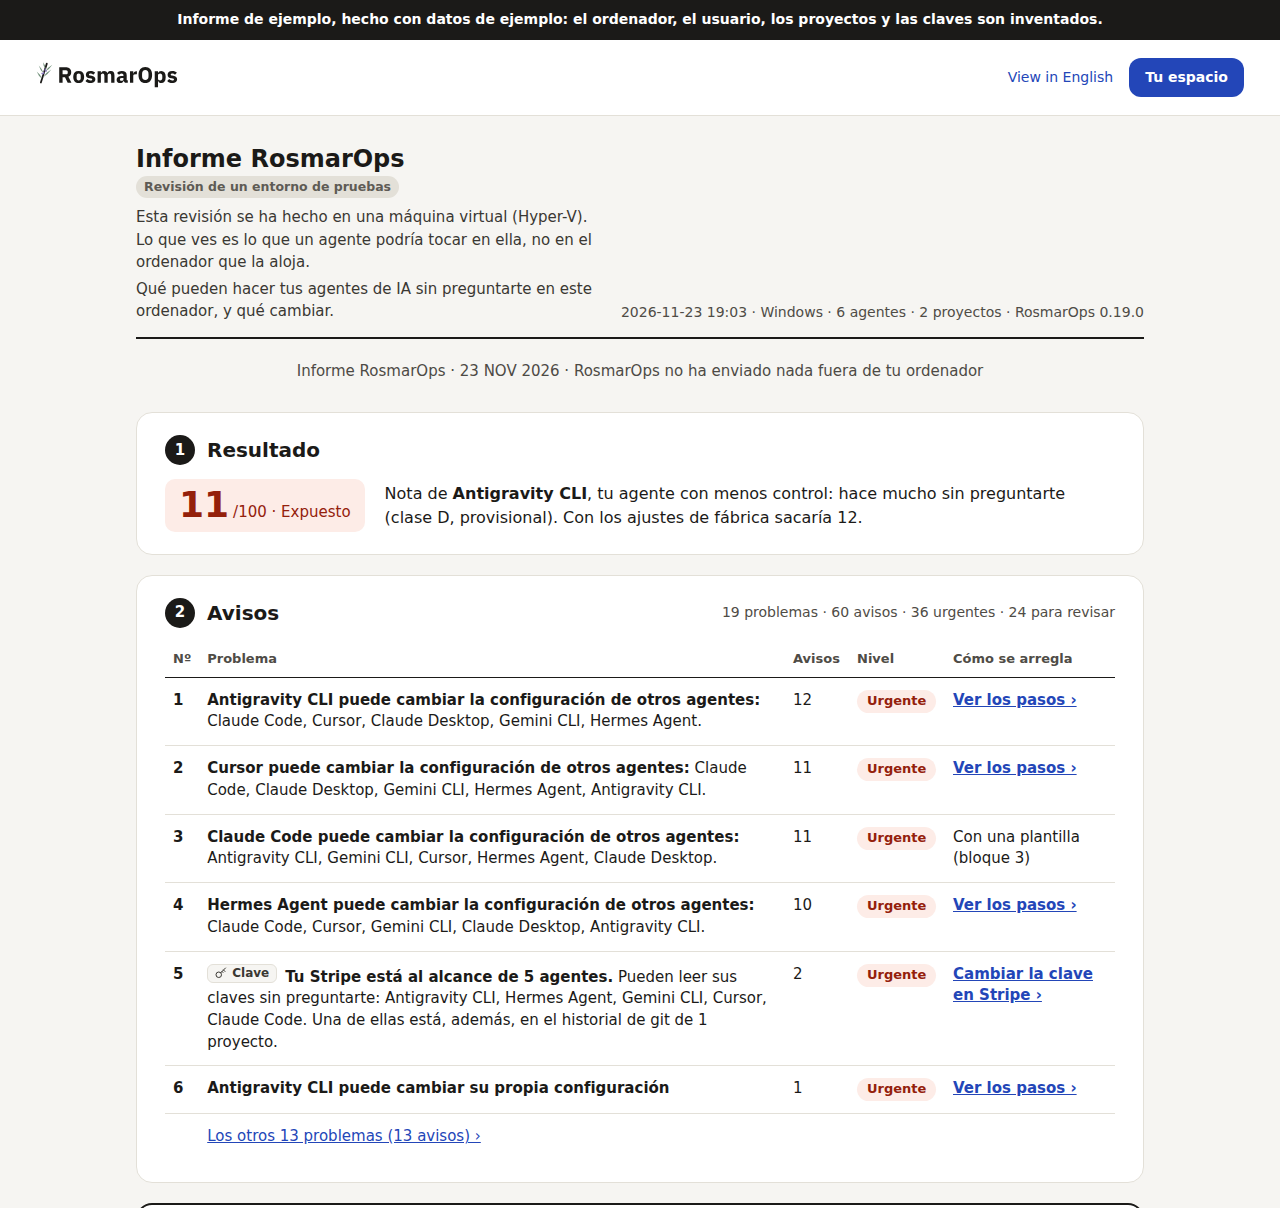 Informe de ejemplo, hecho con datos de ejemplo: el ordenador, el usuario, los proyectos y las claves son inventados.
RosmarOps
View in English
Tu espacio
Informe RosmarOps
Revisión de un entorno de pruebas
Esta revisión se ha hecho en una máquina virtual (Hyper-V).
Lo que ves es lo que un agente podría tocar en ella, no en el
ordenador que la aloja.
Qué pueden hacer tus agentes de IA sin preguntarte en este
ordenador, y qué cambiar.
2026-11-23 19:03 · Windows · 6 agentes · 2 proyectos · RosmarOps 0.19.0
Informe RosmarOps · 23 NOV 2026 · RosmarOps no ha enviado nada fuera de tu ordenador
1 Resultado
11 /100 · Expuesto
Nota de Antigravity CLI, tu agente con menos control: hace mucho sin preguntarte
(clase D, provisional). Con los ajustes de fábrica sacaría 12.
2 Avisos
19 problemas · 60 avisos · 36 urgentes · 24 para revisar
Nº Problema Avisos Nivel Cómo se arregla
1 Antigravity CLI puede cambiar la configuración de otros agentes: 12 Urgente Ver los pasos ›
Claude Code, Cursor, Claude Desktop, Gemini CLI, Hermes Agent.
2 Cursor puede cambiar la configuración de otros agentes: Claude 11 Urgente Ver los pasos ›
Code, Claude Desktop, Gemini CLI, Hermes Agent, Antigravity CLI.
3 Claude Code puede cambiar la configuración de otros agentes: 11 Urgente Con una plantilla
Antigravity CLI, Gemini CLI, Cursor, Hermes Agent, Claude Desktop. (bloque 3)
4 Hermes Agent puede cambiar la configuración de otros agentes: 10 Urgente Ver los pasos ›
Claude Code, Cursor, Gemini CLI, Claude Desktop, Antigravity CLI.
5 Clave Tu Stripe está al alcance de 5 agentes. Pueden leer sus 2 Urgente Cambiar la clave
claves sin preguntarte: Antigravity CLI, Hermes Agent, Gemini CLI, Cursor, en Stripe ›
Claude Code. Una de ellas está, además, en el historial de git de 1
proyecto.
6 Antigravity CLI puede cambiar su propia configuración 1 Urgente Ver los pasos ›
Los otros 13 problemas (13 avisos) ›